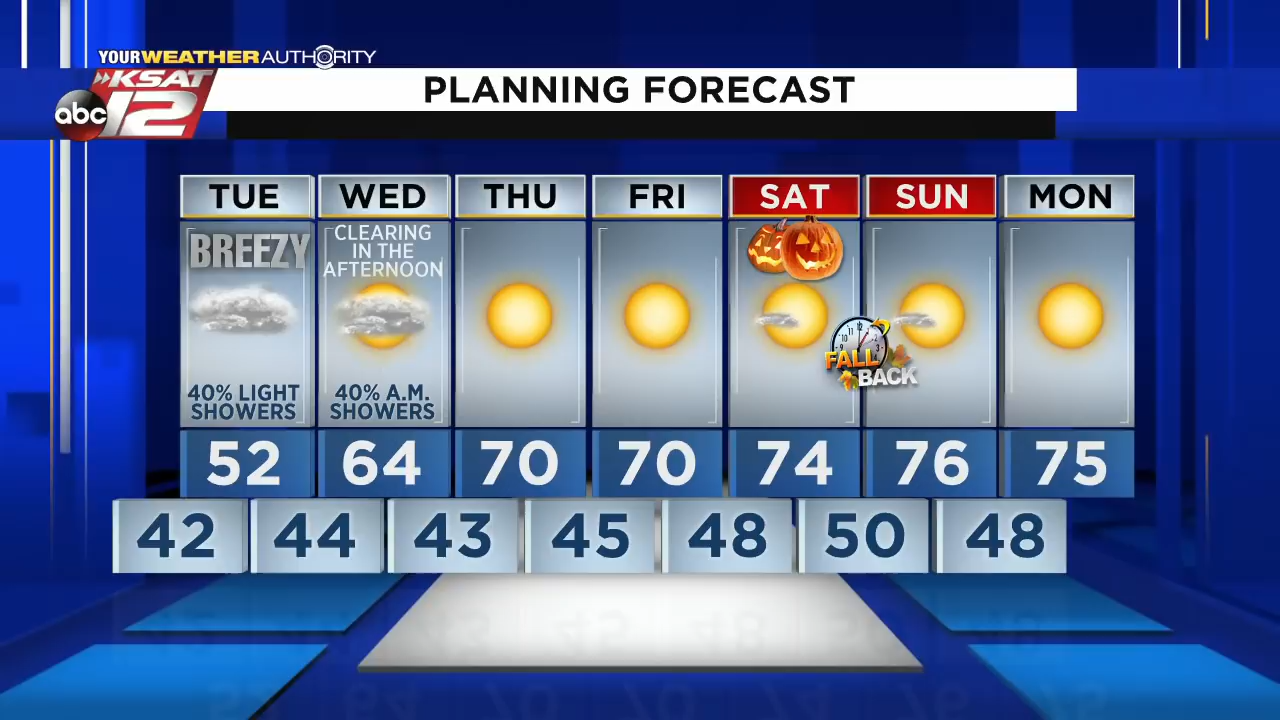 YOURWEATHERAUTHORITY
KSAT
abc 12
PLANNING FORECAST
TUE WED THU FRI SAT SUN MON
BREEZY
CLEARING
IN THE
AFTERNOON
FALL
BACK
40% LIGHT
SHOWERS
40% A.M.
SHOWERS
52 64 70 70 74 76 75
42 44 43 45 48 50 48